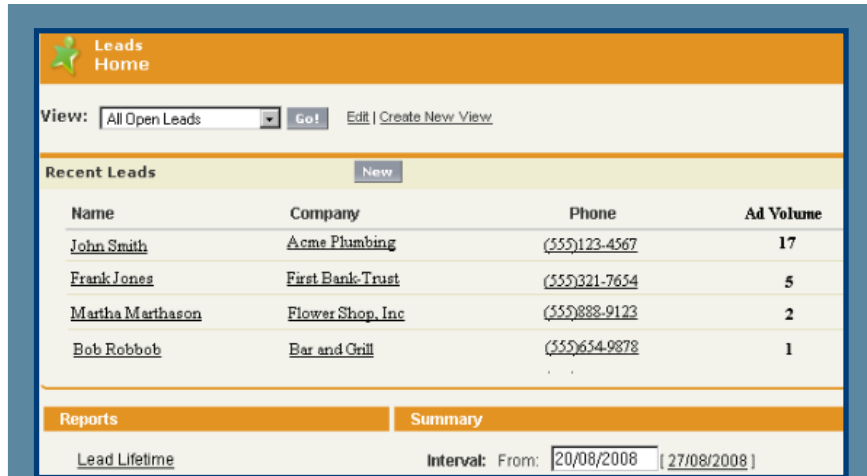 Leads
Home
View: All Open Leads Go! Edit | Create New View
Recent Leads New
Name Company Phone Ad Volume
John Smith Acme Plumbing (555)123-4567 17
Frank Jones First Bank-Trust (555)321-7654 5
Martha Marthason Flower Shop, Inc (555)888-9123 2
Bob Robbob Bar and Grill (555)654-9878 1
Reports Summary
Lead Lifetime Interval: From: 20/08/2008 [ 27/08/2008 ]